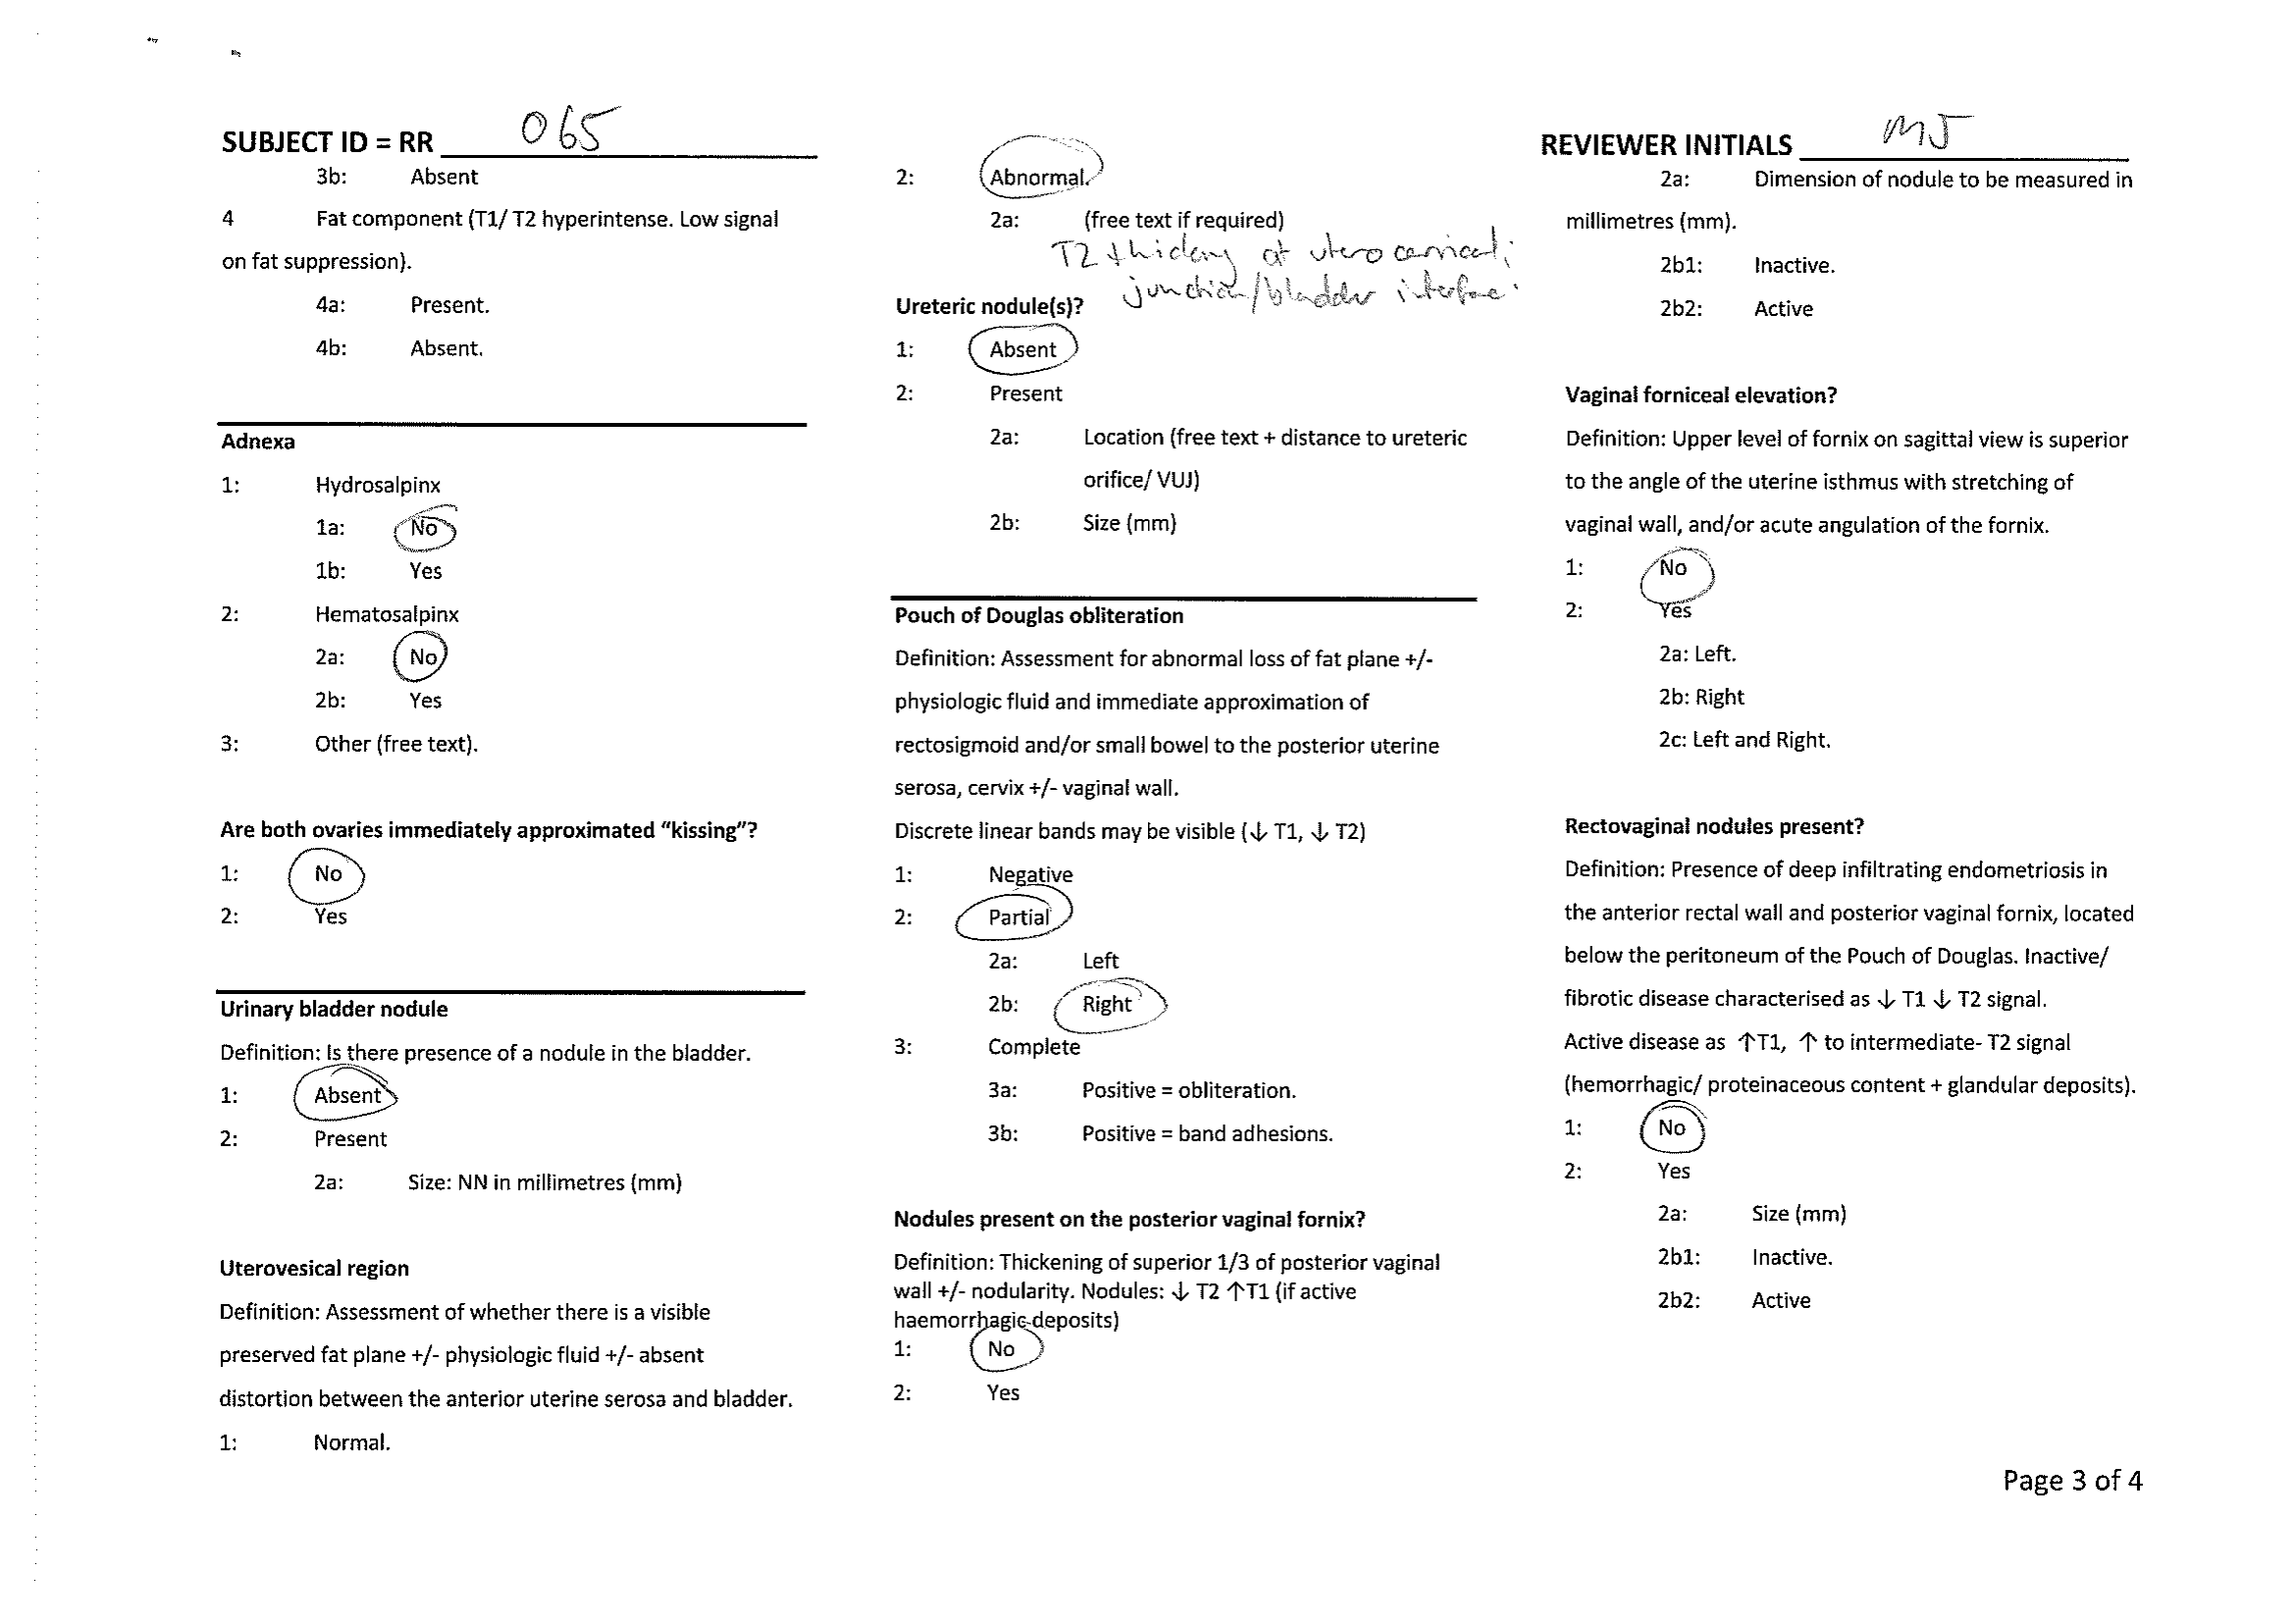 SUBJECT ID = RR 065
3b: Absent
4 Fat component (T1/ T2 hyperintense. Low signal
on fat suppression).
4a: Present.
4b: Absent.
Adnexa
1: Hydrosalpinx
1a: No
1b: Yes
2: Hematosalpinx
2a: No
2b: Yes
3: Other (free text).
Are both ovaries immediately approximated “kissing”?
1: No
2: Yes
Urinary bladder nodule
Definition: Is there presence of a nodule in the bladder.
1: Absent
2: Present
2a: Size: NN in millimetres (mm)
Uterovesical region
Definition: Assessment of whether there is a visible
preserved fat plane +/- physiologic fluid +/- absent
distortion between the anterior uterine serosa and bladder.
1: Normal.
2: Abnormal.
2a: (free text if required)
T2 at utero cervical
junction/bladder interface
Ureteric nodule(s)?
1: Absent
2: Present
2a: Location (free text + distance to ureteric
orifice/ VUJ)
2b: Size (mm)
Pouch of Douglas obliteration
Definition: Assessment for abnormal loss of fat plane +/-
physiologic fluid and immediate approximation of
rectosigmoid and/or small bowel to the posterior uterine
serosa, cervix +/- vaginal wall.
Discrete linear bands may be visible (↓ T1, ↓ T2)
1: Negative
2: Partial
2a: Left
2b: Right
3: Complete
3a: Positive = obliteration.
3b: Positive = band adhesions.
Nodules present on the posterior vaginal fornix?
Definition: Thickening of superior 1/3 of posterior vaginal
wall +/- nodularity. Nodules: ↓ T2 ↑T1 (if active
haemorrhagic deposits)
1: No
2: Yes
REVIEWER INITIALS MJ
2a: Dimension of nodule to be measured in
millimetres (mm).
2b1: Inactive.
2b2: Active
Vaginal forniceal elevation?
Definition: Upper level of fornix on sagittal view is superior
to the angle of the uterine isthmus with stretching of
vaginal wall, and/or acute angulation of the fornix.
1: No
2: Yes
2a: Left.
2b: Right
2c: Left and Right.
Rectovaginal nodules present?
Definition: Presence of deep infiltrating endometriosis in
the anterior rectal wall and posterior vaginal fornix, located
below the peritoneum of the Pouch of Douglas. Inactive/
fibrotic disease characterised as ↓ T1 ↓ T2 signal.
Active disease as ↑T1, ↑ to intermediate- T2 signal
(hemorrhagic/ proteinaceous content + glandular deposits).
1: No
2: Yes
2a: Size (mm)
2b1: Inactive.
2b2: Active
Page 3 of 4